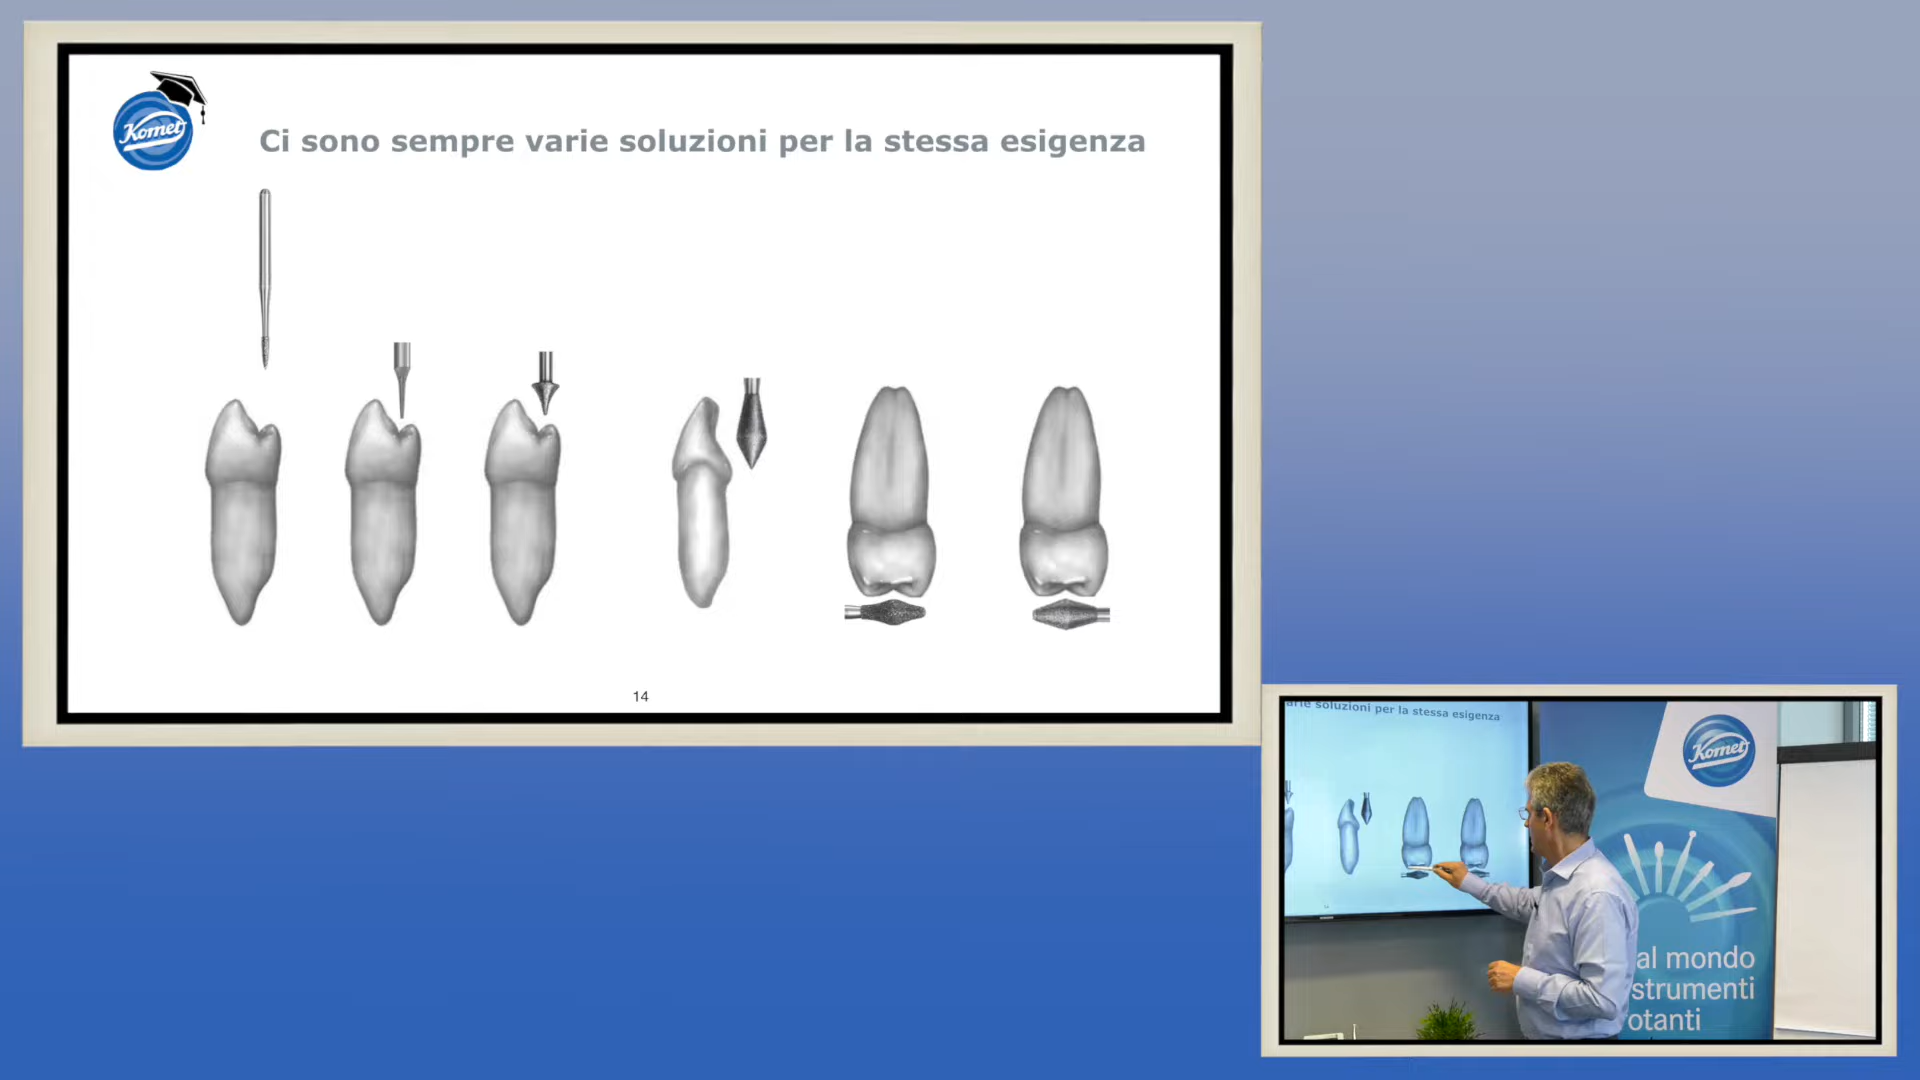 Komet
Ci sono sempre varie soluzioni per la stessa esigenza
14
arie soluzioni per la stessa esigenza
Komet
al mondo
strumenti
otanti